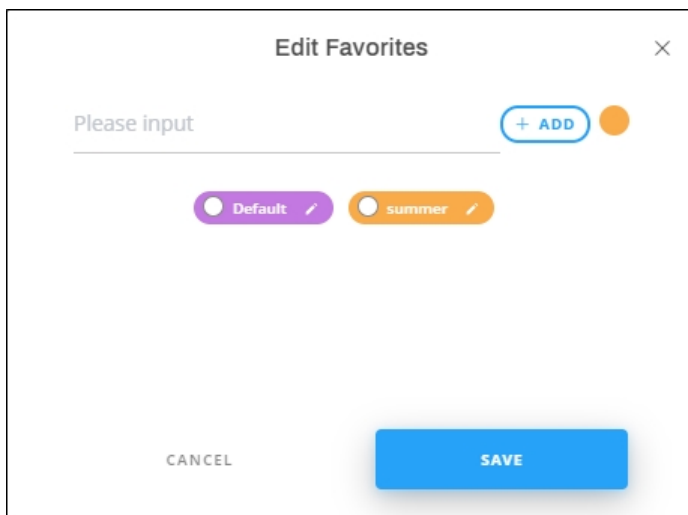 Edit Favorites
Please input
+ ADD
Default
summer
CANCEL
SAVE